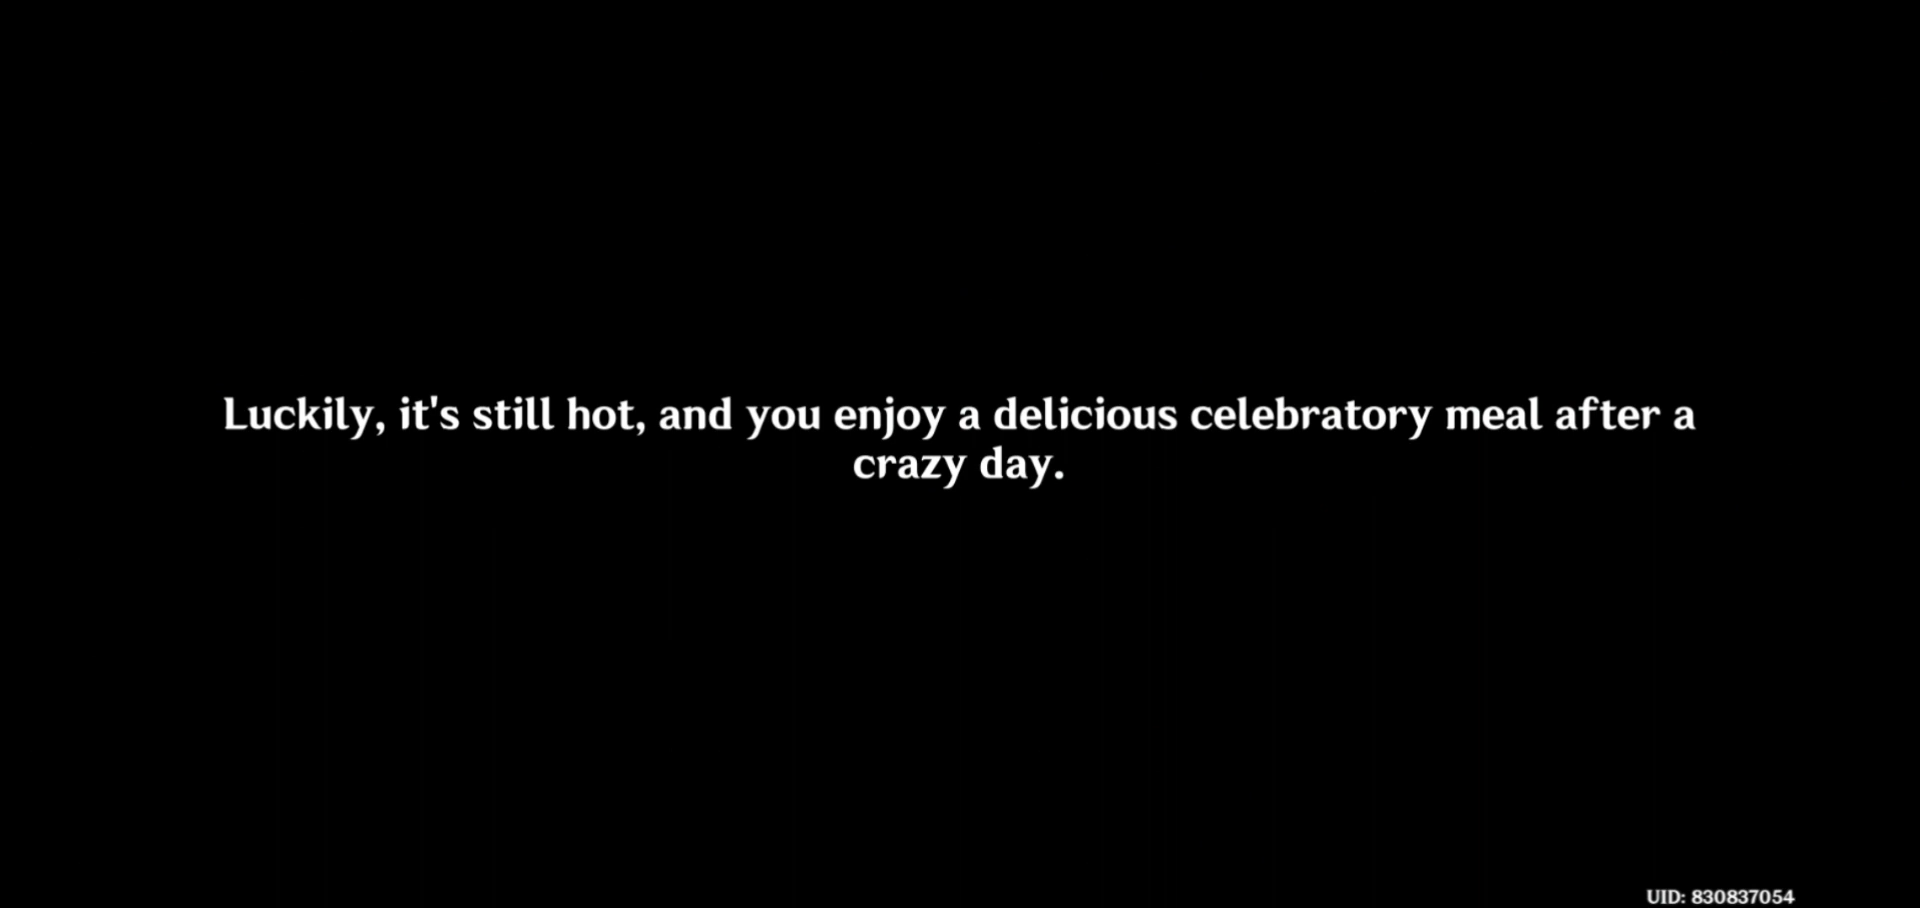 Luckily, it's still hot, and you enjoy a delicious celebratory meal after a
crazy day.
UID: 830837054